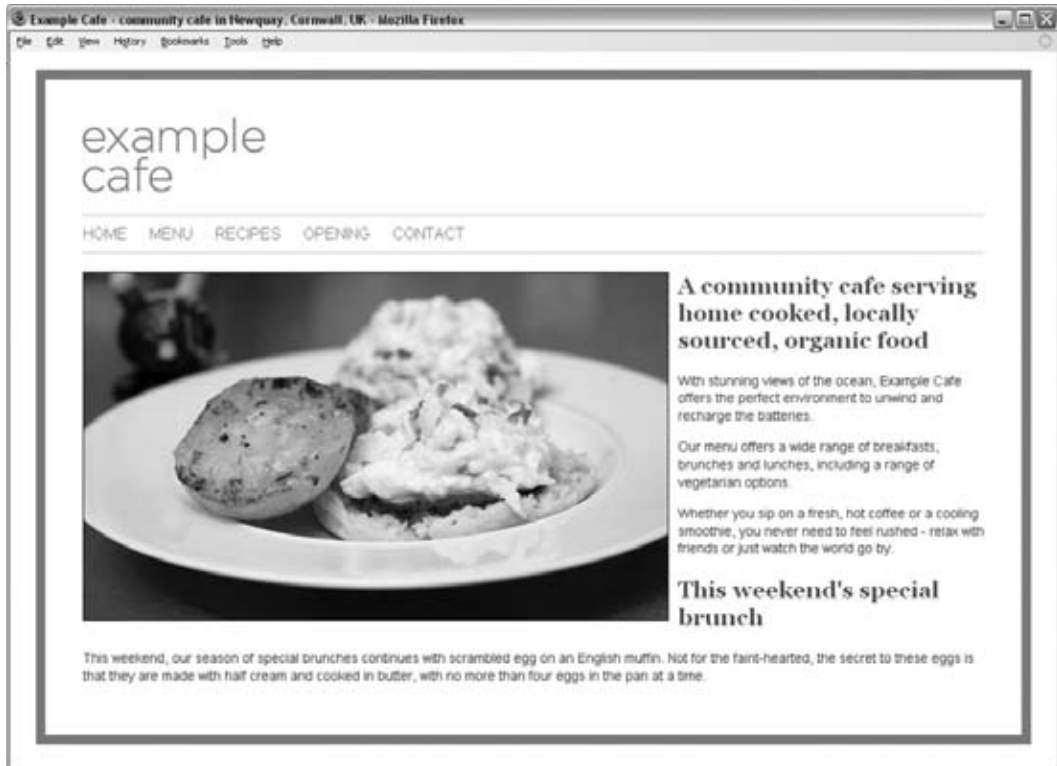 Example Cafe - community cafe in Newquay, Cornwall, UK - Mozilla Firefox
File Edit View History Bookmarks Tools Help
example
cafe
HOME MENU RECIPES OPENING CONTACT
A community cafe serving
home cooked, locally
sourced, organic food
With stunning views of the ocean, Example Cafe
offers the perfect environment to unwind and
recharge the batteries.
Our menu offers a wide range of breakfasts,
brunches and lunches, including a range of
vegetarian options.
Whether you sip on a fresh, hot coffee or a cooling
smoothie, you never need to feel rushed - relax with
friends or just watch the world go by.
This weekend's special
brunch
This weekend, our season of special brunches continues with scrambled egg on an English muffin. Not for the faint-hearted, the secret to these eggs is
that they are made with half cream and cooked in butter, with no more than four eggs in the pan at a time.